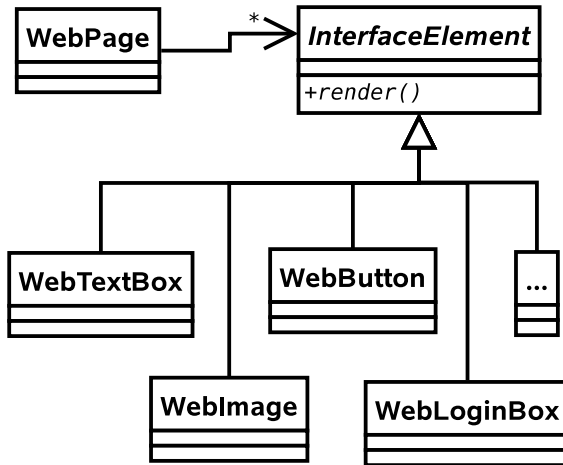 WebPage
*
InterfaceElement
+render()
WebTextBox
WebButton
...
WebImage
WebLoginBox